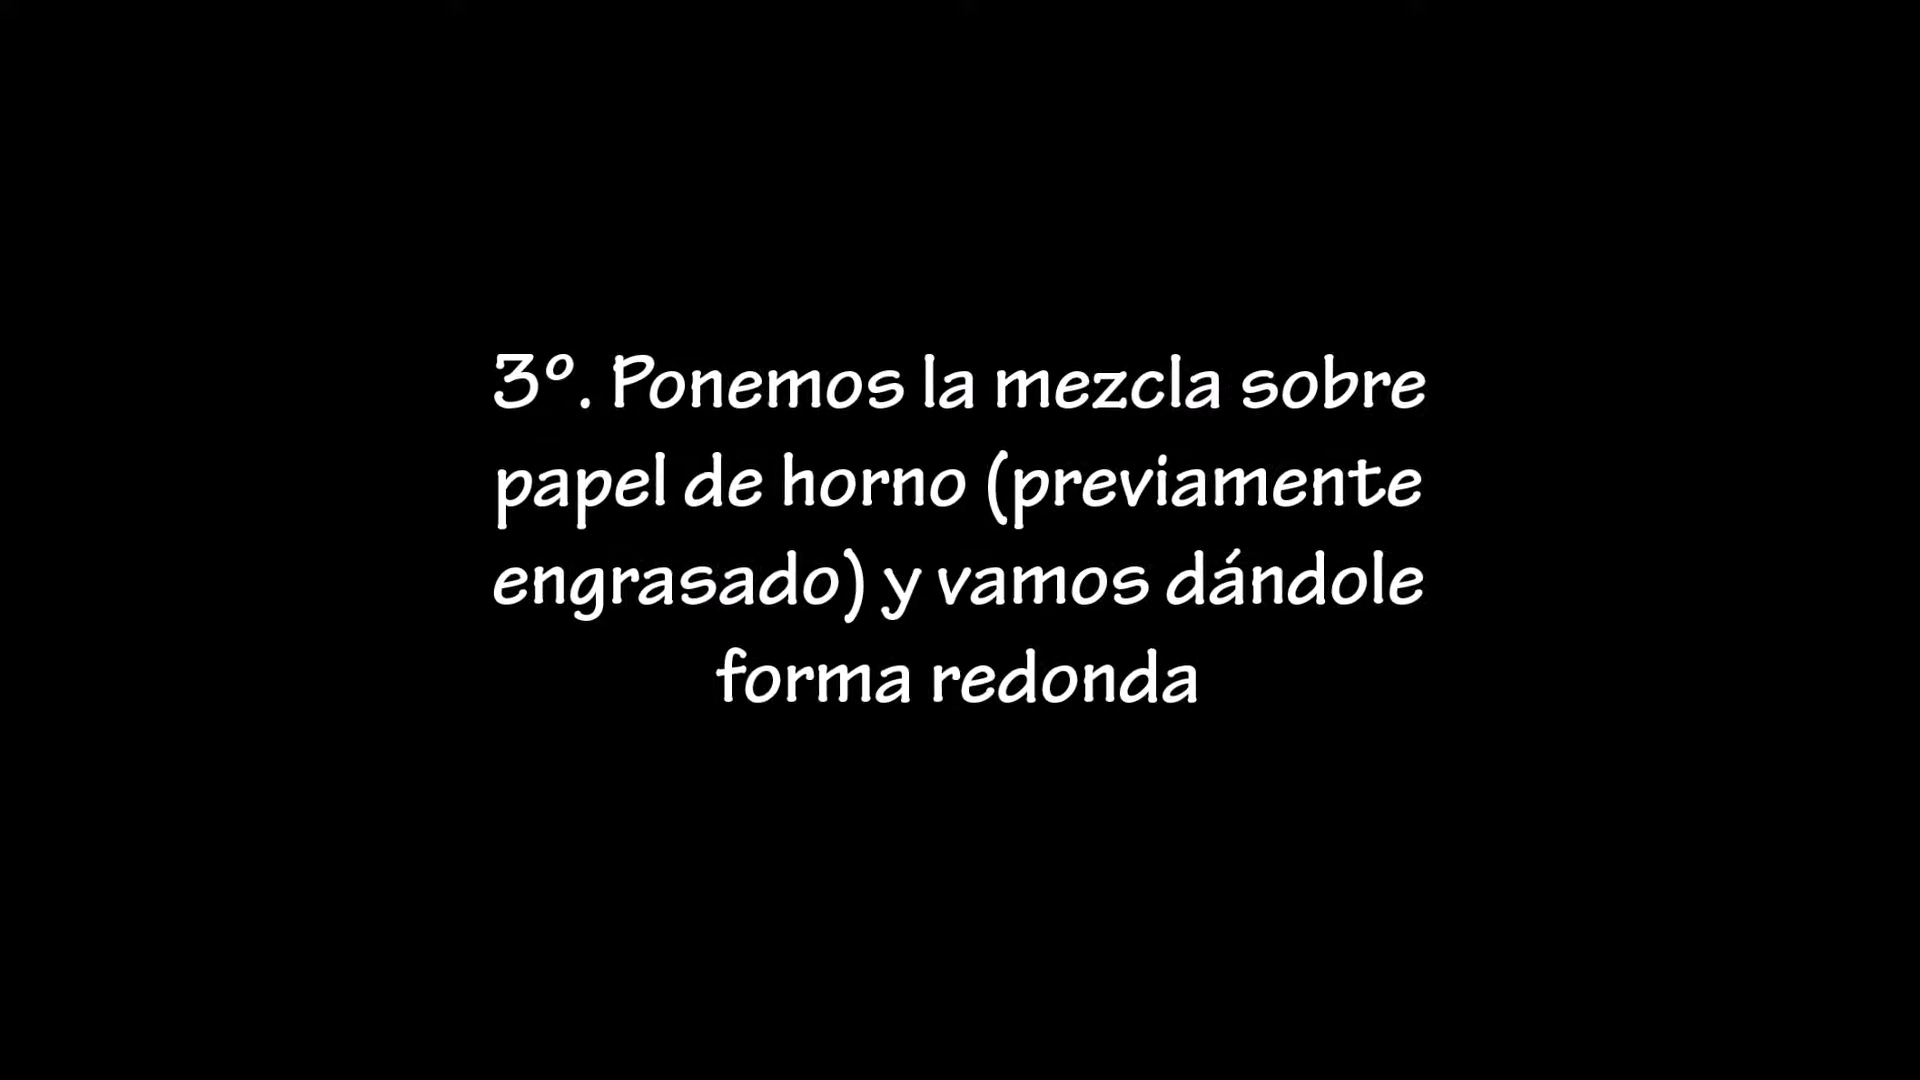 3º. Ponemos la mezcla sobre
papel de horno (previamente
engrasado) y vamos dándole
forma redonda